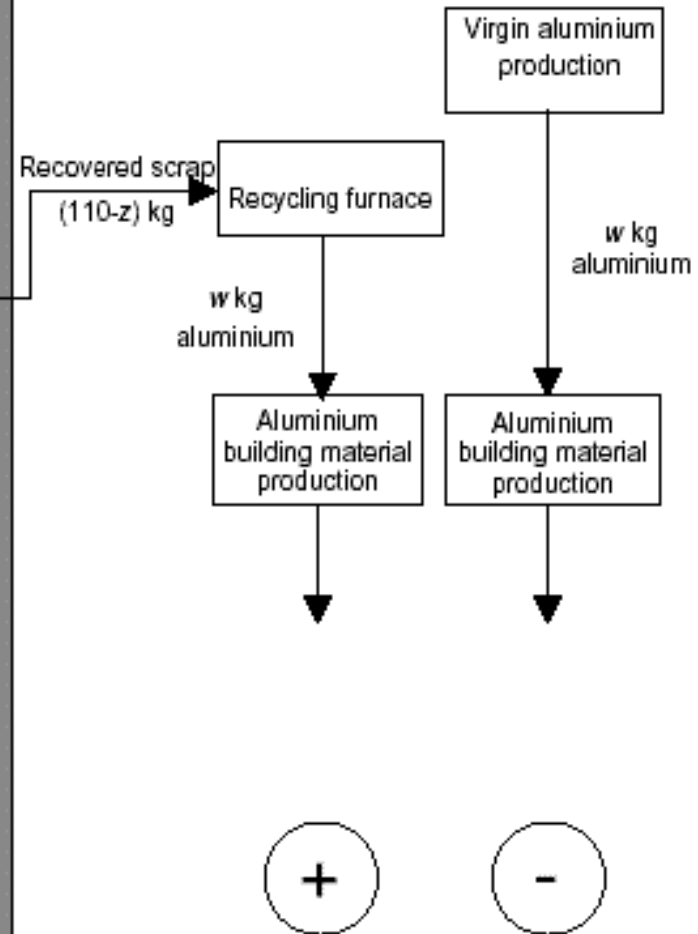 Virgin aluminium
production
Recovered scrap
(110-z) kg
Recycling furnace
w kg
aluminium
w kg
aluminium
Aluminium
building material
production
Aluminium
building material
production
+
-